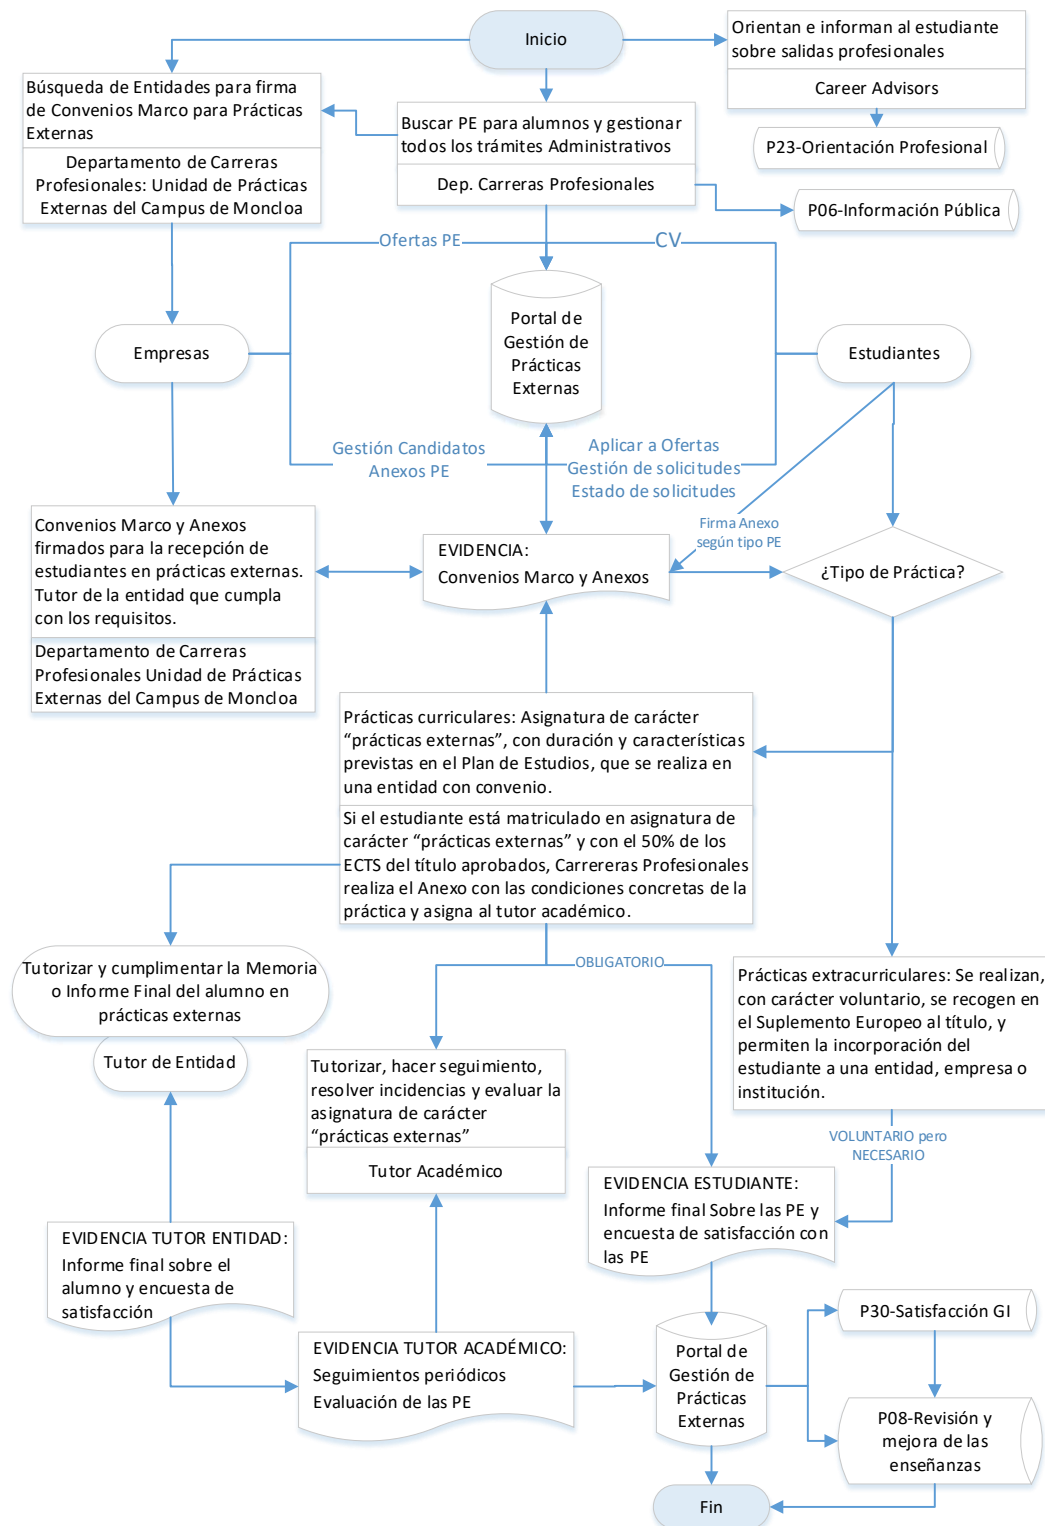 Inicio
Orientan e informan al estudiante
sobre salidas profesionales
Career Advisors
Búsqueda de Entidades para firma
de Convenios Marco para Prácticas
Externas
Departamento de Carreras
Profesionales: Unidad de Prácticas
Externas del Campus de Moncloa
Buscar PE para alumnos y gestionar
todos los trámites Administrativos
Dep. Carreras Profesionales
P23-Orientación Profesional
P06-Información Pública
Ofertas PE
CV
Portal de
Gestión de
Prácticas
Externas
Empresas
Estudiantes
Gestión Candidatos
Anexos PE
Aplicar a Ofertas
Gestión de solicitudes
Estado de solicitudes
Firma Anexo
según tipo PE
Convenios Marco y Anexos
firmados para la recepción de
estudiantes en prácticas externas.
Tutor de la entidad que cumpla
con los requisitos.
Departamento de Carreras
Profesionales Unidad de Prácticas
Externas del Campus de Moncloa
EVIDENCIA:
Convenios Marco y Anexos
¿Tipo de Práctica?
Prácticas curriculares: Asignatura de carácter
“prácticas externas”, con duración y características
previstas en el Plan de Estudios, que se realiza en
una entidad con convenio.
Si el estudiante está matriculado en asignatura de
carácter “prácticas externas” y con el 50% de los
ECTS del título aprobados, Carrereras Profesionales
realiza el Anexo con las condiciones concretas de la
práctica y asigna al tutor académico.
OBLIGATORIO
Tutorizar y cumplimentar la Memoria
o Informe Final del alumno en
prácticas externas
Tutor de Entidad
Tutorizar, hacer seguimiento,
resolver incidencias y evaluar la
asignatura de carácter
“prácticas externas”
Tutor Académico
Prácticas extracurriculares: Se realizan,
con carácter voluntario, se recogen en
el Suplemento Europeo al título, y
permiten la incorporación del
estudiante a una entidad, empresa o
institución.
VOLUNTARIO pero
NECESARIO
EVIDENCIA ESTUDIANTE:
Informe final Sobre las PE y
encuesta de satisfacción con
las PE
EVIDENCIA TUTOR ENTIDAD:
Informe final sobre el
alumno y encuesta de
satisfacción
EVIDENCIA TUTOR ACADÉMICO:
Seguimientos periódicos
Evaluación de las PE
Portal de
Gestión de
Prácticas
Externas
P30-Satisfacción GI
P08-Revisión y
mejora de las
enseñanzas
Fin